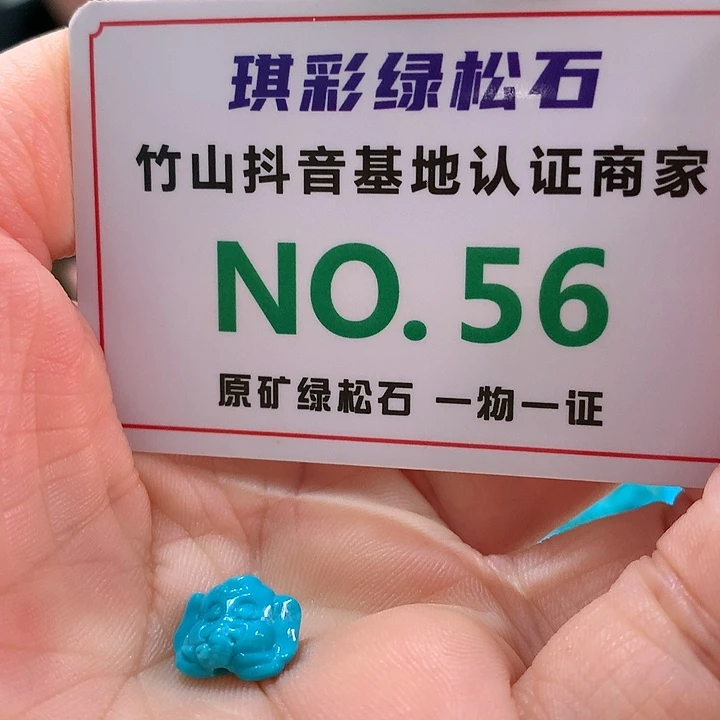 琪彩绿松石
竹山抖音基地认证商家
NO. 56
原矿绿松石 一物一证